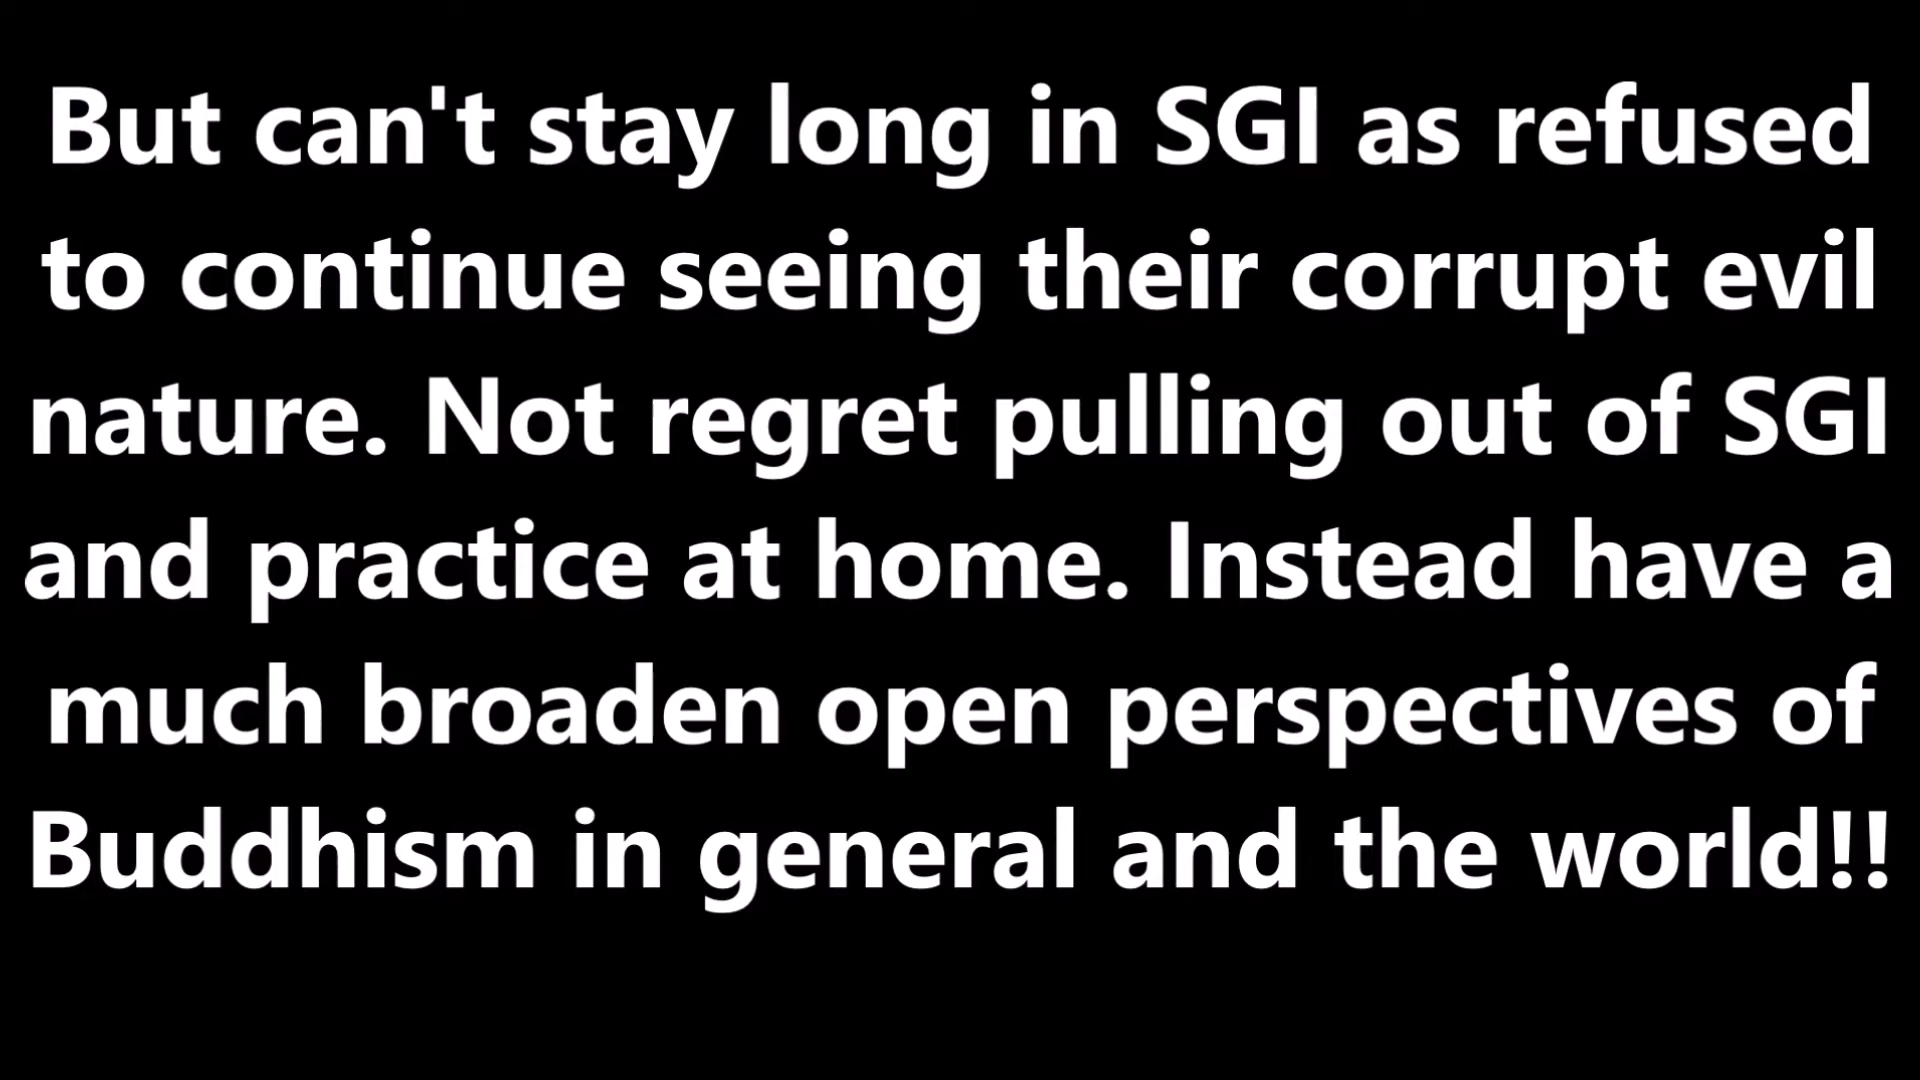 But can't stay long in SGI as refused
to continue seeing their corrupt evil
nature. Not regret pulling out of SGI
and practice at home. Instead have a
much broaden open perspectives of
Buddhism in general and the world!!